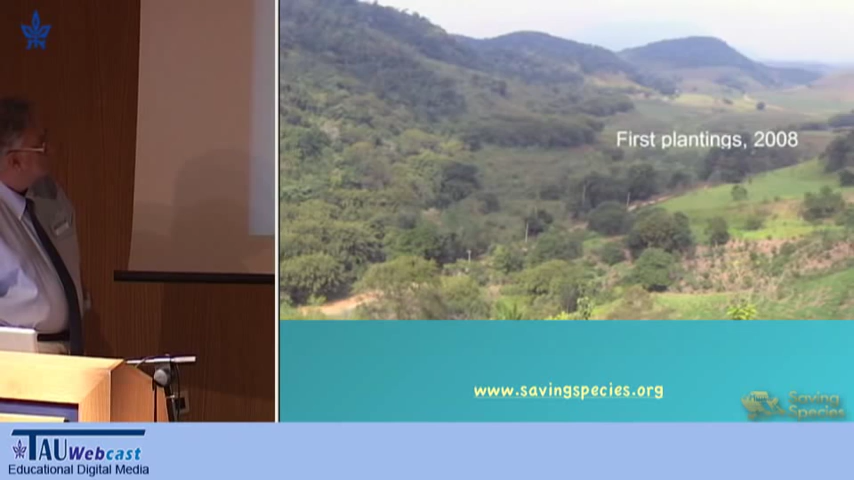 First plantings, 2008
www.savingspecies.org
Saving
Species
TAUWebcast
Educational Digital Media